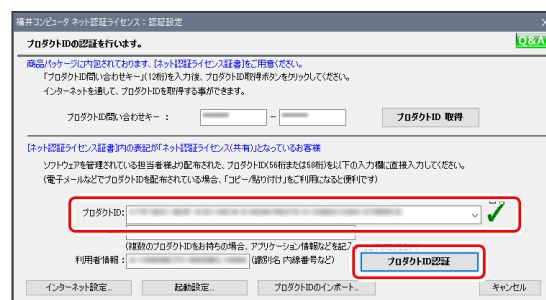 福井コンピュータ ネット認証ライセンス：認証設定
プロダクトIDの認証を行います。
Q&A
商品パッケージに内包されております、[ネット認証ライセンス証書]をご用意ください。
「プロダクトID問い合わせキー」(12桁)を入力後、プロダクトID取得ボタンをクリックしてください。
インターネットを通して、プロダクトIDを取得する事ができます。
プロダクトID問い合わせキー：
－
プロダクトID 取得
[ネット認証ライセンス証書]内の表記が「ネット認証ライセンス(共有)」となっているお客様
ソフトウェアを管理されている担当者様より配布された、プロダクトID(56桁または58桁)を以下の入力欄に直接入力してください。
(電子メールなどでプロダクトIDを配布されている場合、「コピー/貼り付け」をご利用になると便利です)
プロダクトID:
(複数のプロダクトIDをお持ちの場合、アプリケーション情報などを記入
利用者情報：
(識別名 内線番号など)
プロダクトID認証
インターネット設定...
起動設定...
プロダクトIDのインポート...
キャンセル